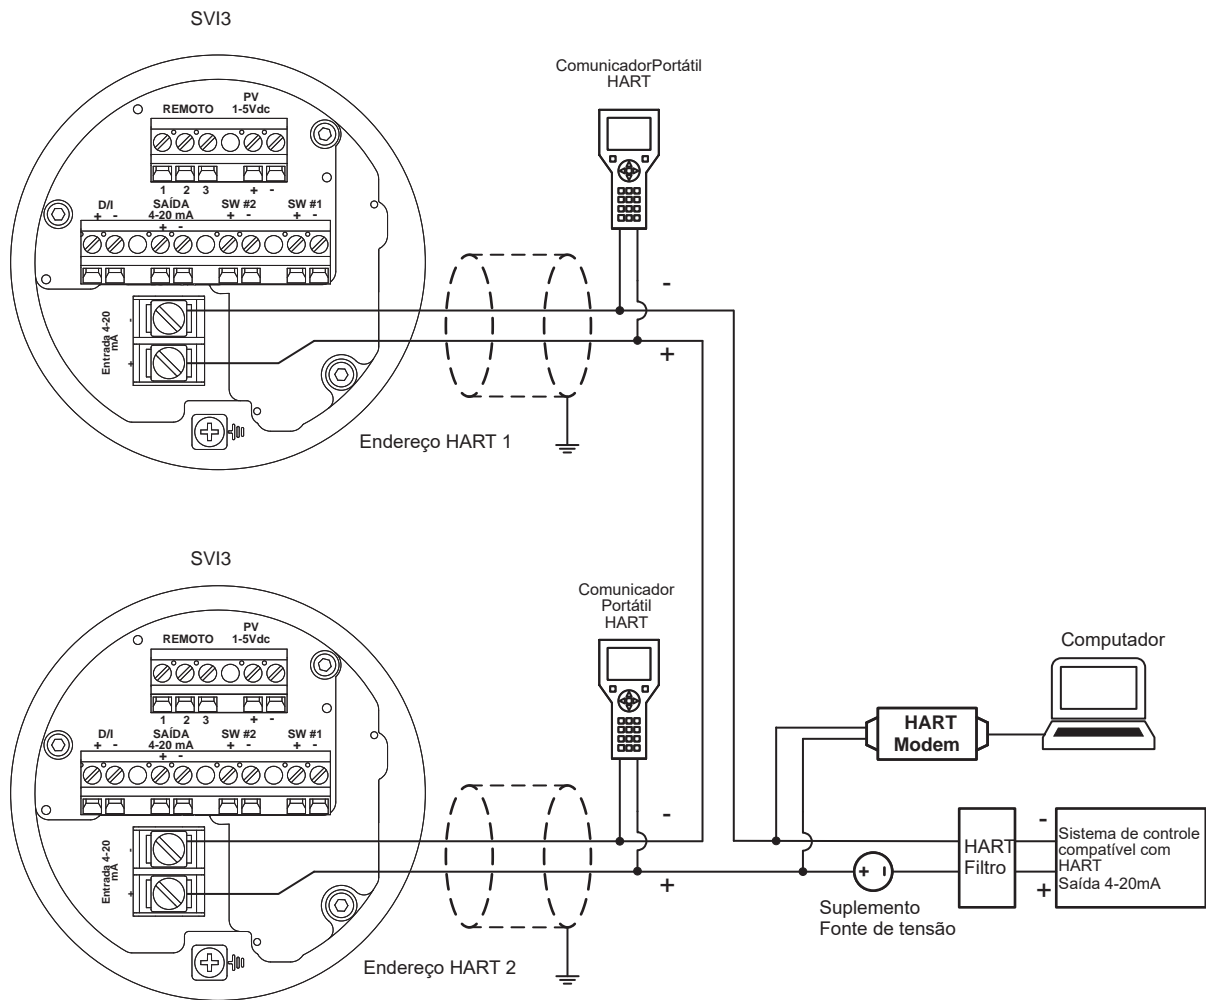 SVI3
ComunicadorPortátil
HART
PV
REMOTO 1-5Vdc
1 2 3 + -
D/I SAÍDA SW #2 SW #1
+ - 4-20 mA + - + -
+ -
-
+
Entrada 4-20
mA
-
+
Endereço HART 1
SVI3
Comunicador
Portátil
HART
PV
REMOTO 1-5Vdc
1 2 3 + -
D/I SAÍDA SW #2 SW #1
+ - 4-20 mA + - + -
+ -
-
+
Entrada 4-20
mA
-
+
Endereço HART 2
Computador
HART
Modem
HART
Filtro
-
+
Sistema de controle
compatível com
HART
Saída 4-20mA
+ -
Suplemento
Fonte de tensão